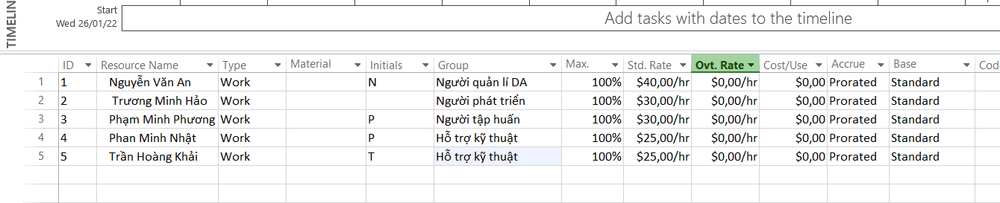 TIMELIN
Start
Wed 26/01/22
Add tasks with dates to the timeline
ID Resource Name Type Material Initials Group Max. Std. Rate Ovt. Rate Cost/Use Accrue Base Cod
1 1 Nguyễn Văn An Work N Người quản lí DA 100% $40,00/hr $0,00/hr $0,00 Prorated Standard
2 2 Trương Minh Hảo Work Người phát triển 100% $30,00/hr $0,00/hr $0,00 Prorated Standard
3 3 Phạm Minh Phương Work P Người tập huấn 100% $30,00/hr $0,00/hr $0,00 Prorated Standard
4 4 Phan Minh Nhật Work P Hỗ trợ kỹ thuật 100% $25,00/hr $0,00/hr $0,00 Prorated Standard
5 5 Trần Hoàng Khải Work T Hỗ trợ kỹ thuật 100% $25,00/hr $0,00/hr $0,00 Prorated Standard